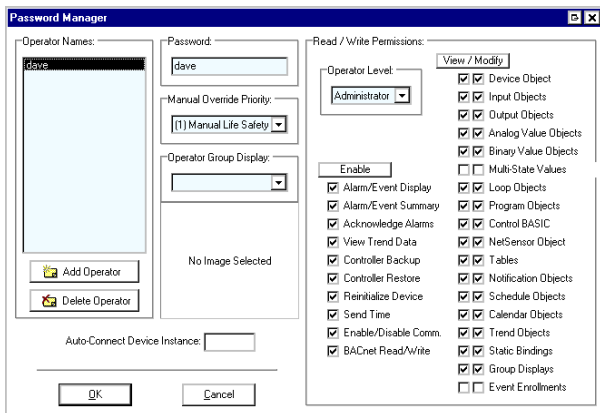 Password Manager
Operator Names:
dave
Add Operator
Delete Operator
Password:
dave
Manual Override Priority:
(1) Manual Life Safety
Operator Group Display:
No Image Selected
Auto-Connect Device Instance:
OK
Cancel
Read / Write Permissions:
Operator Level:
Administrator
Enable
Alarm/Event Display
Alarm/Event Summary
Acknowledge Alarms
View Trend Data
Controller Backup
Controller Restore
Reinitialize Device
Send Time
Enable/Disable Comm.
BACnet Read/Write
View / Modify
Device Object
Input Objects
Output Objects
Analog Value Objects
Binary Value Objects
Multi-State Values
Loop Objects
Program Objects
Control BASIC
NetSensor Object
Tables
Notification Objects
Schedule Objects
Calendar Objects
Trend Objects
Static Bindings
Group Displays
Event Enrollments